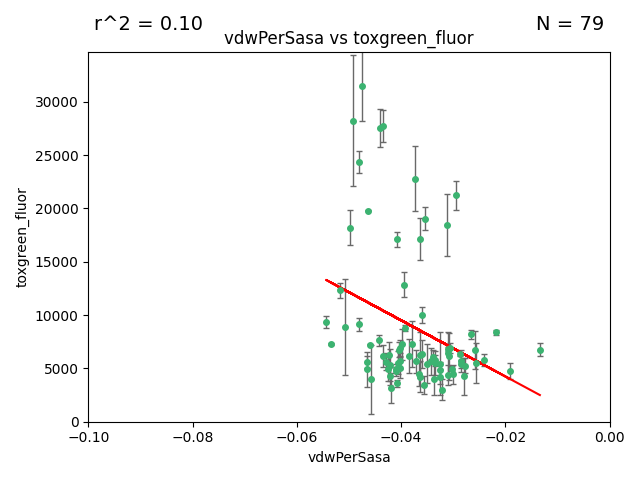 r^2 = 0.10
N = 79
vdwPerSasa vs toxgreen_fluor
toxgreen_fluor
30000
25000
20000
15000
10000
5000
0
−0.10
−0.08
−0.06
−0.04
−0.02
0.00
vdwPerSasa